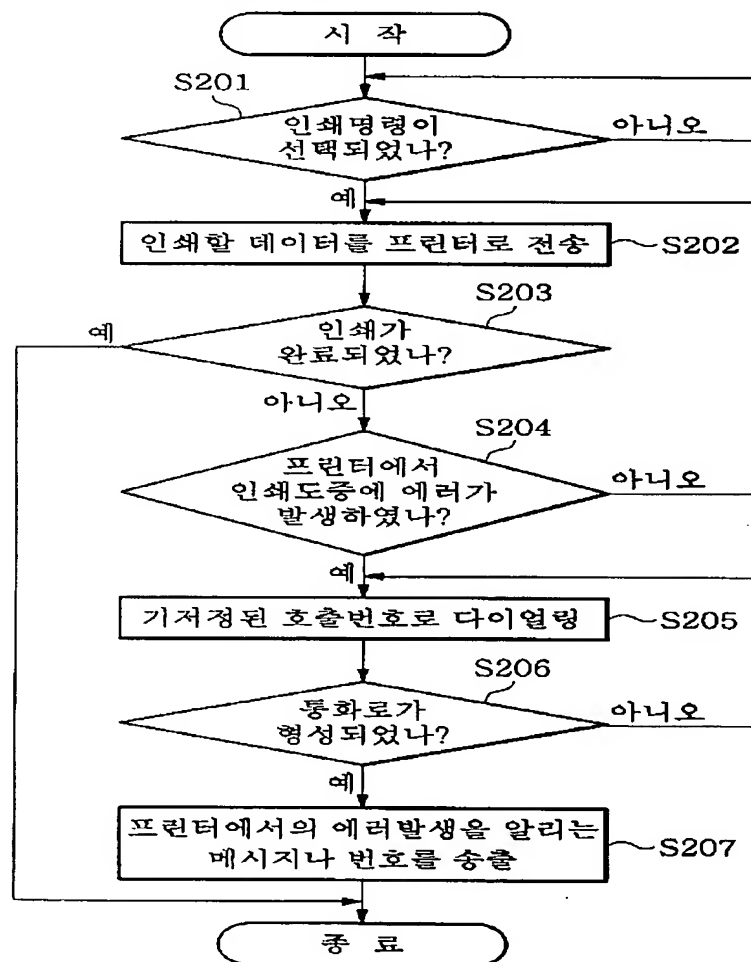 시 작
S201
인쇄명령이
선택되었나?
아니오
예
인쇄할 데이터를 프린터로 전송
S202
S203
예
인쇄가
완료되었나?
아니오
S204
프린터에서
인쇄도중에 에러가
발생하였나?
아니오
예
기저정된 호출번호로 다이얼링
S205
S206
통화로가
형성되었나?
아니오
예
프린터에서의 에러발생을 알리는
메시지나 번호를 송출
S207
종 료